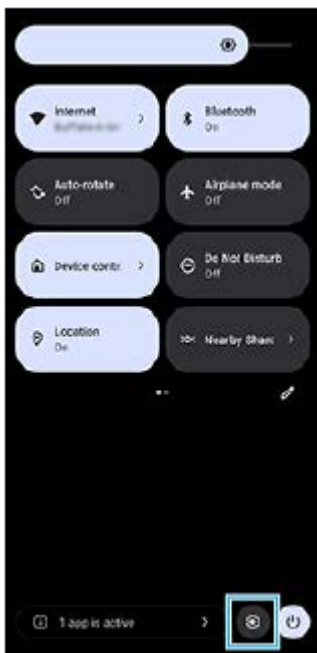 Internet
Bluetooth
On
Auto-rotate
Off
Airplane mode
Off
Device contr
Do Not Disturb
Off
Location
On
Nearby Shar
1 app is active